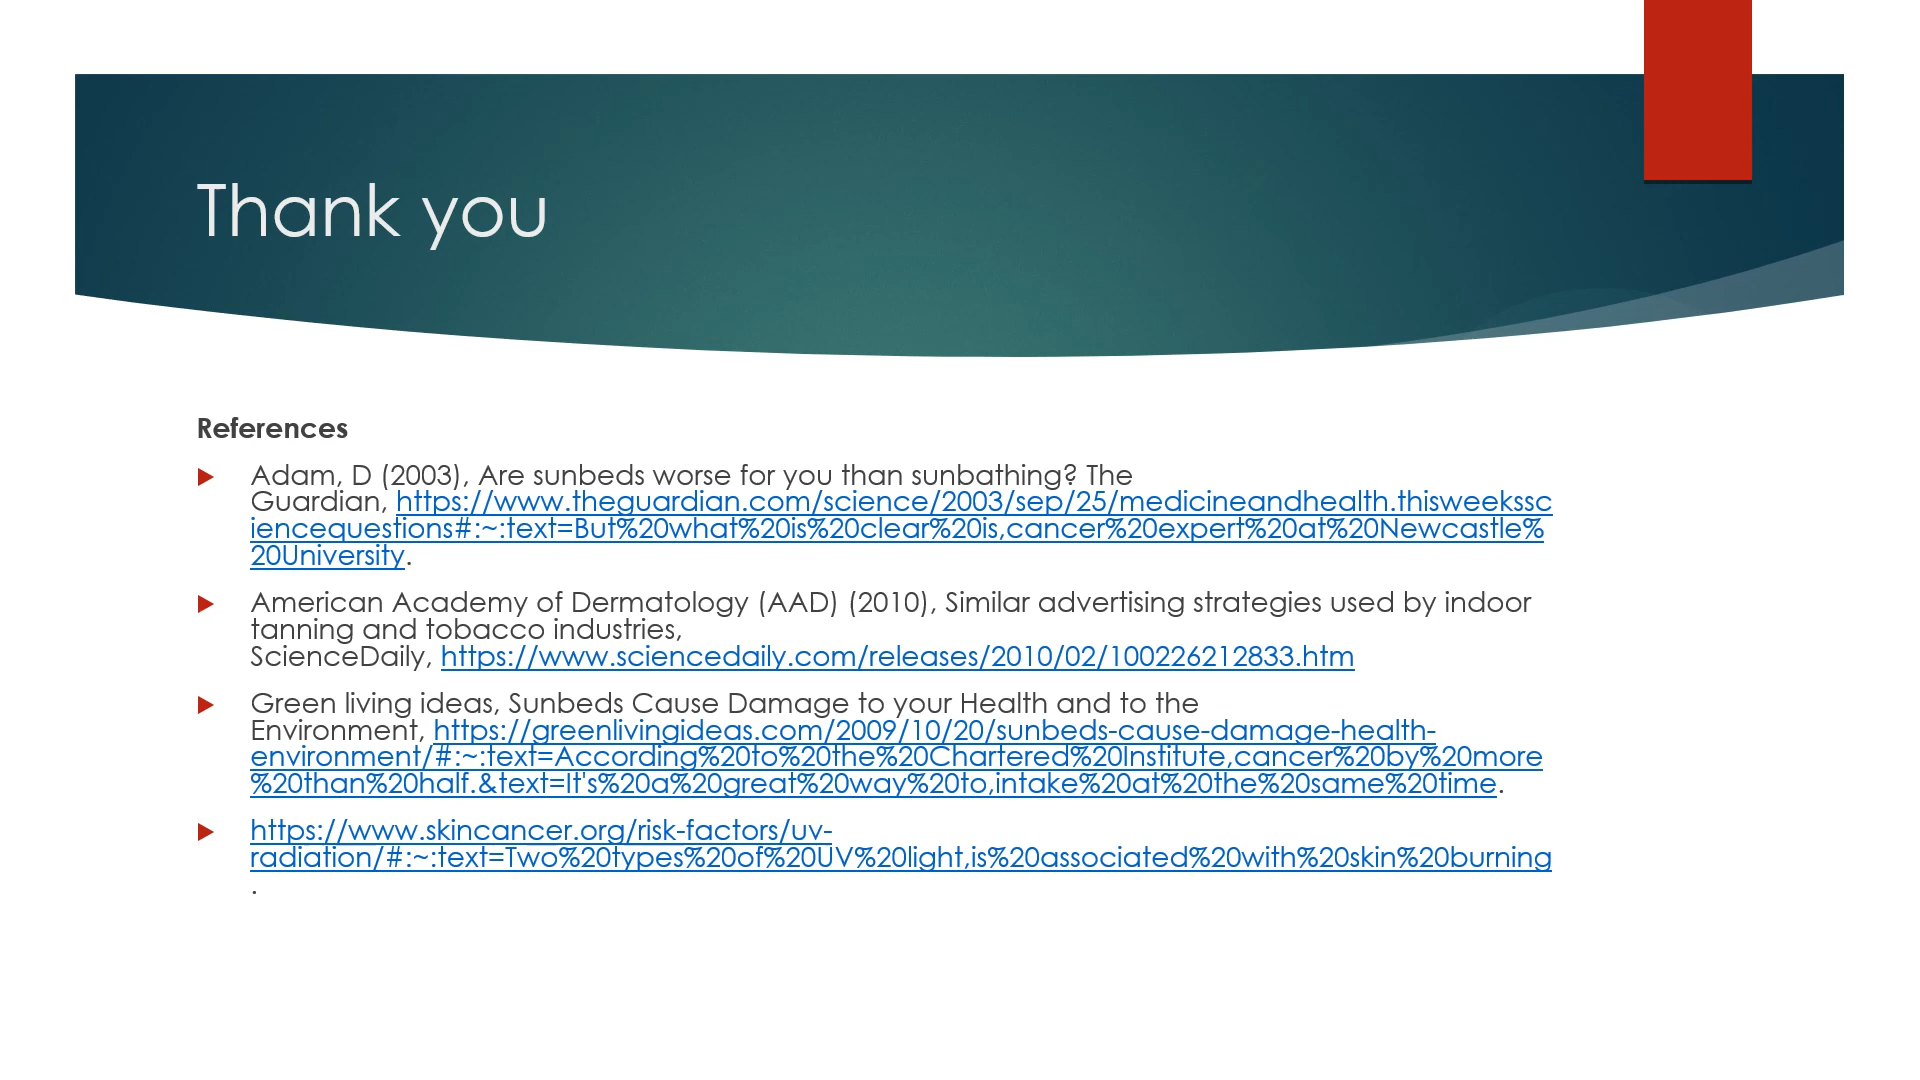 Thank you
References
Adam, D (2003), Are sunbeds worse for you than sunbathing? The
Guardian, https://www.theguardian.com/science/2003/sep/25/medicineandhealth.thisweekssc
iencequestions#:~:text=But%20what%20is%20clear%20is,cancer%20expert%20at%20Newcastle%
20University.
American Academy of Dermatology (AAD) (2010), Similar advertising strategies used by indoor
tanning and tobacco industries,
ScienceDaily, https://www.sciencedaily.com/releases/2010/02/100226212833.htm
Green living ideas, Sunbeds Cause Damage to your Health and to the
Environment, https://greenlivingideas.com/2009/10/20/sunbeds-cause-damage-health-
environment/#:~:text=According%20to%20the%20Chartered%20Institute,cancer%20by%20more
%20than%20half.&text=It's%20a%20great%20way%20to,intake%20at%20the%20same%20time.
https://www.skincancer.org/risk-factors/uv-
radiation/#:~:text=Two%20types%20of%20UV%20light,is%20associated%20with%20skin%20burning
.